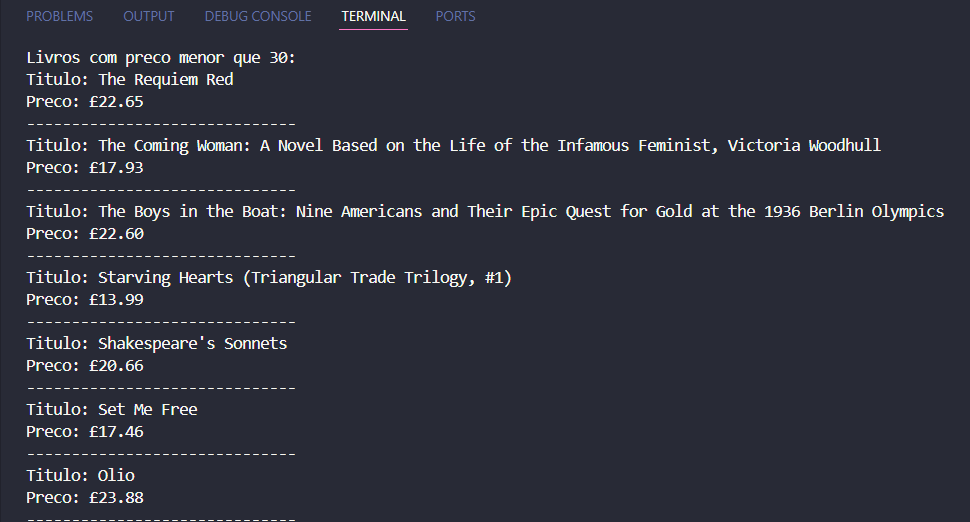 PROBLEMS OUTPUT DEBUG CONSOLE TERMINAL PORTS
Livros com preco menor que 30:
Titulo: The Requiem Red
Preco: £22.65
------------------------------
Titulo: The Coming Woman: A Novel Based on the Life of the Infamous Feminist, Victoria Woodhull
Preco: £17.93
------------------------------
Titulo: The Boys in the Boat: Nine Americans and Their Epic Quest for Gold at the 1936 Berlin Olympics
Preco: £22.60
------------------------------
Titulo: Starving Hearts (Triangular Trade Trilogy, #1)
Preco: £13.99
------------------------------
Titulo: Shakespeare's Sonnets
Preco: £20.66
------------------------------
Titulo: Set Me Free
Preco: £17.46
------------------------------
Titulo: Olio
Preco: £23.88
------------------------------